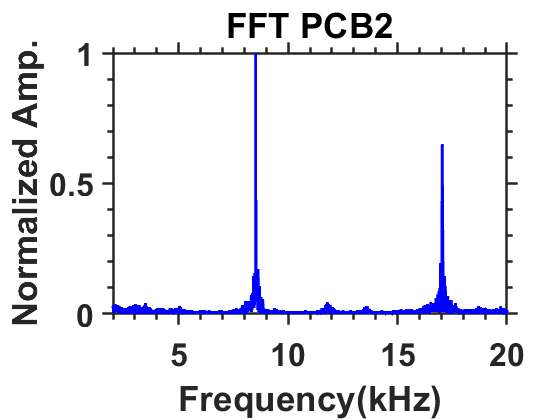 FFT PCB2
Normalized Amp.
1
0.5
0
5 10 15 20
Frequency(kHz)